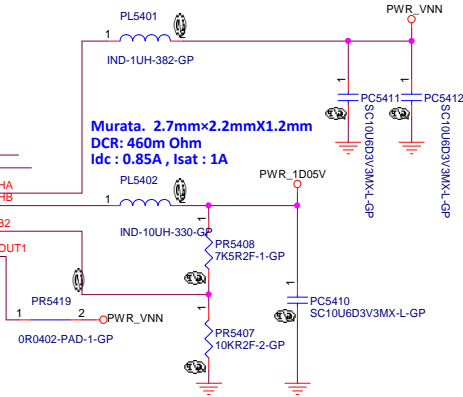 PL5401
PWR_VNN
1
IND-1UH-382-GP
1
1
PC5411
PC5412
SC10U6D3V3MX-L-GP
SC10U6D3V3MX-L-GP
Murata. 2.7mm×2.2mmX1.2mm
DCR: 460m Ohm
Idc : 0.85A , Isat : 1A
PL5402
PWR_1D05V
HA
HB
1
IND-10UH-330-GP
B2
1
PR5408
7K5R2F-1-GP
OUT1
1
PC5410
SC10U6D3V3MX-L-GP
PR5419
1
2
PWR_VNN
0R0402-PAD-1-GP
1
PR5407
10KR2F-2-GP